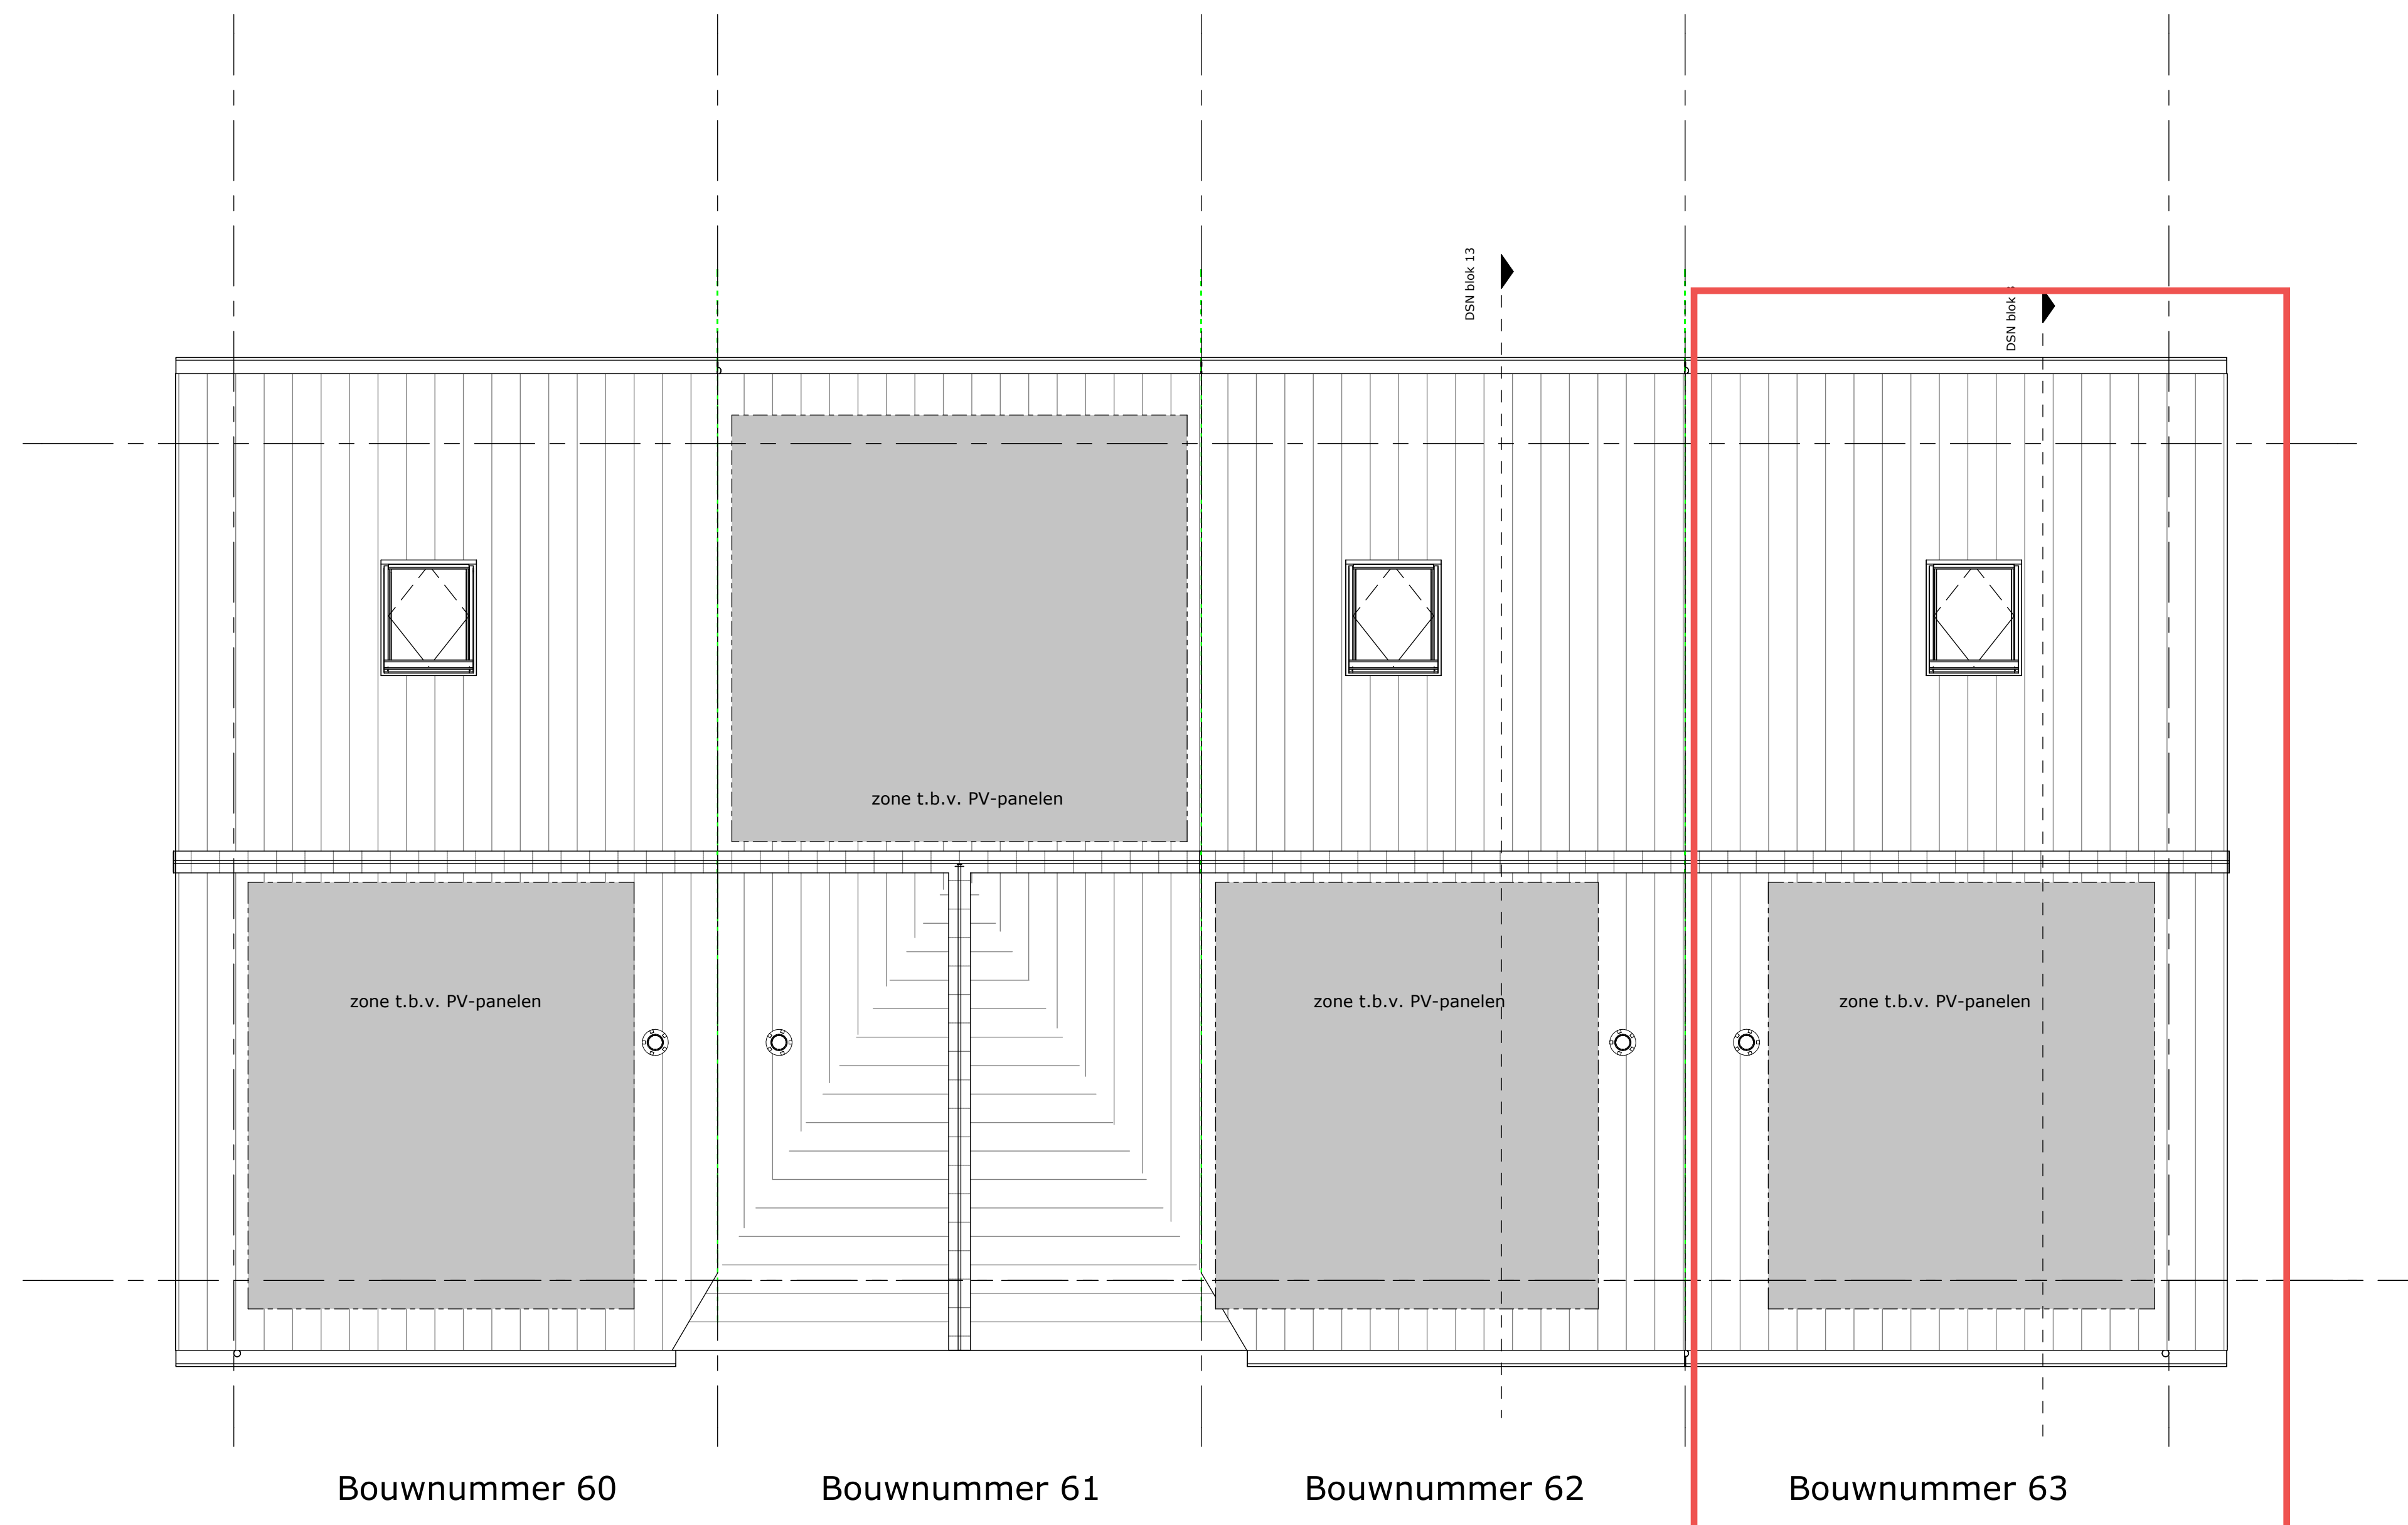 DSN blok 13
DSN blok
zone t.b.v. PV-panelen
zone t.b.v. PV-panelen
zone t.b.v. PV-panelen
zone t.b.v. PV-panelen
Bouwnummer 60
Bouwnummer 61
Bouwnummer 62
Bouwnummer 63